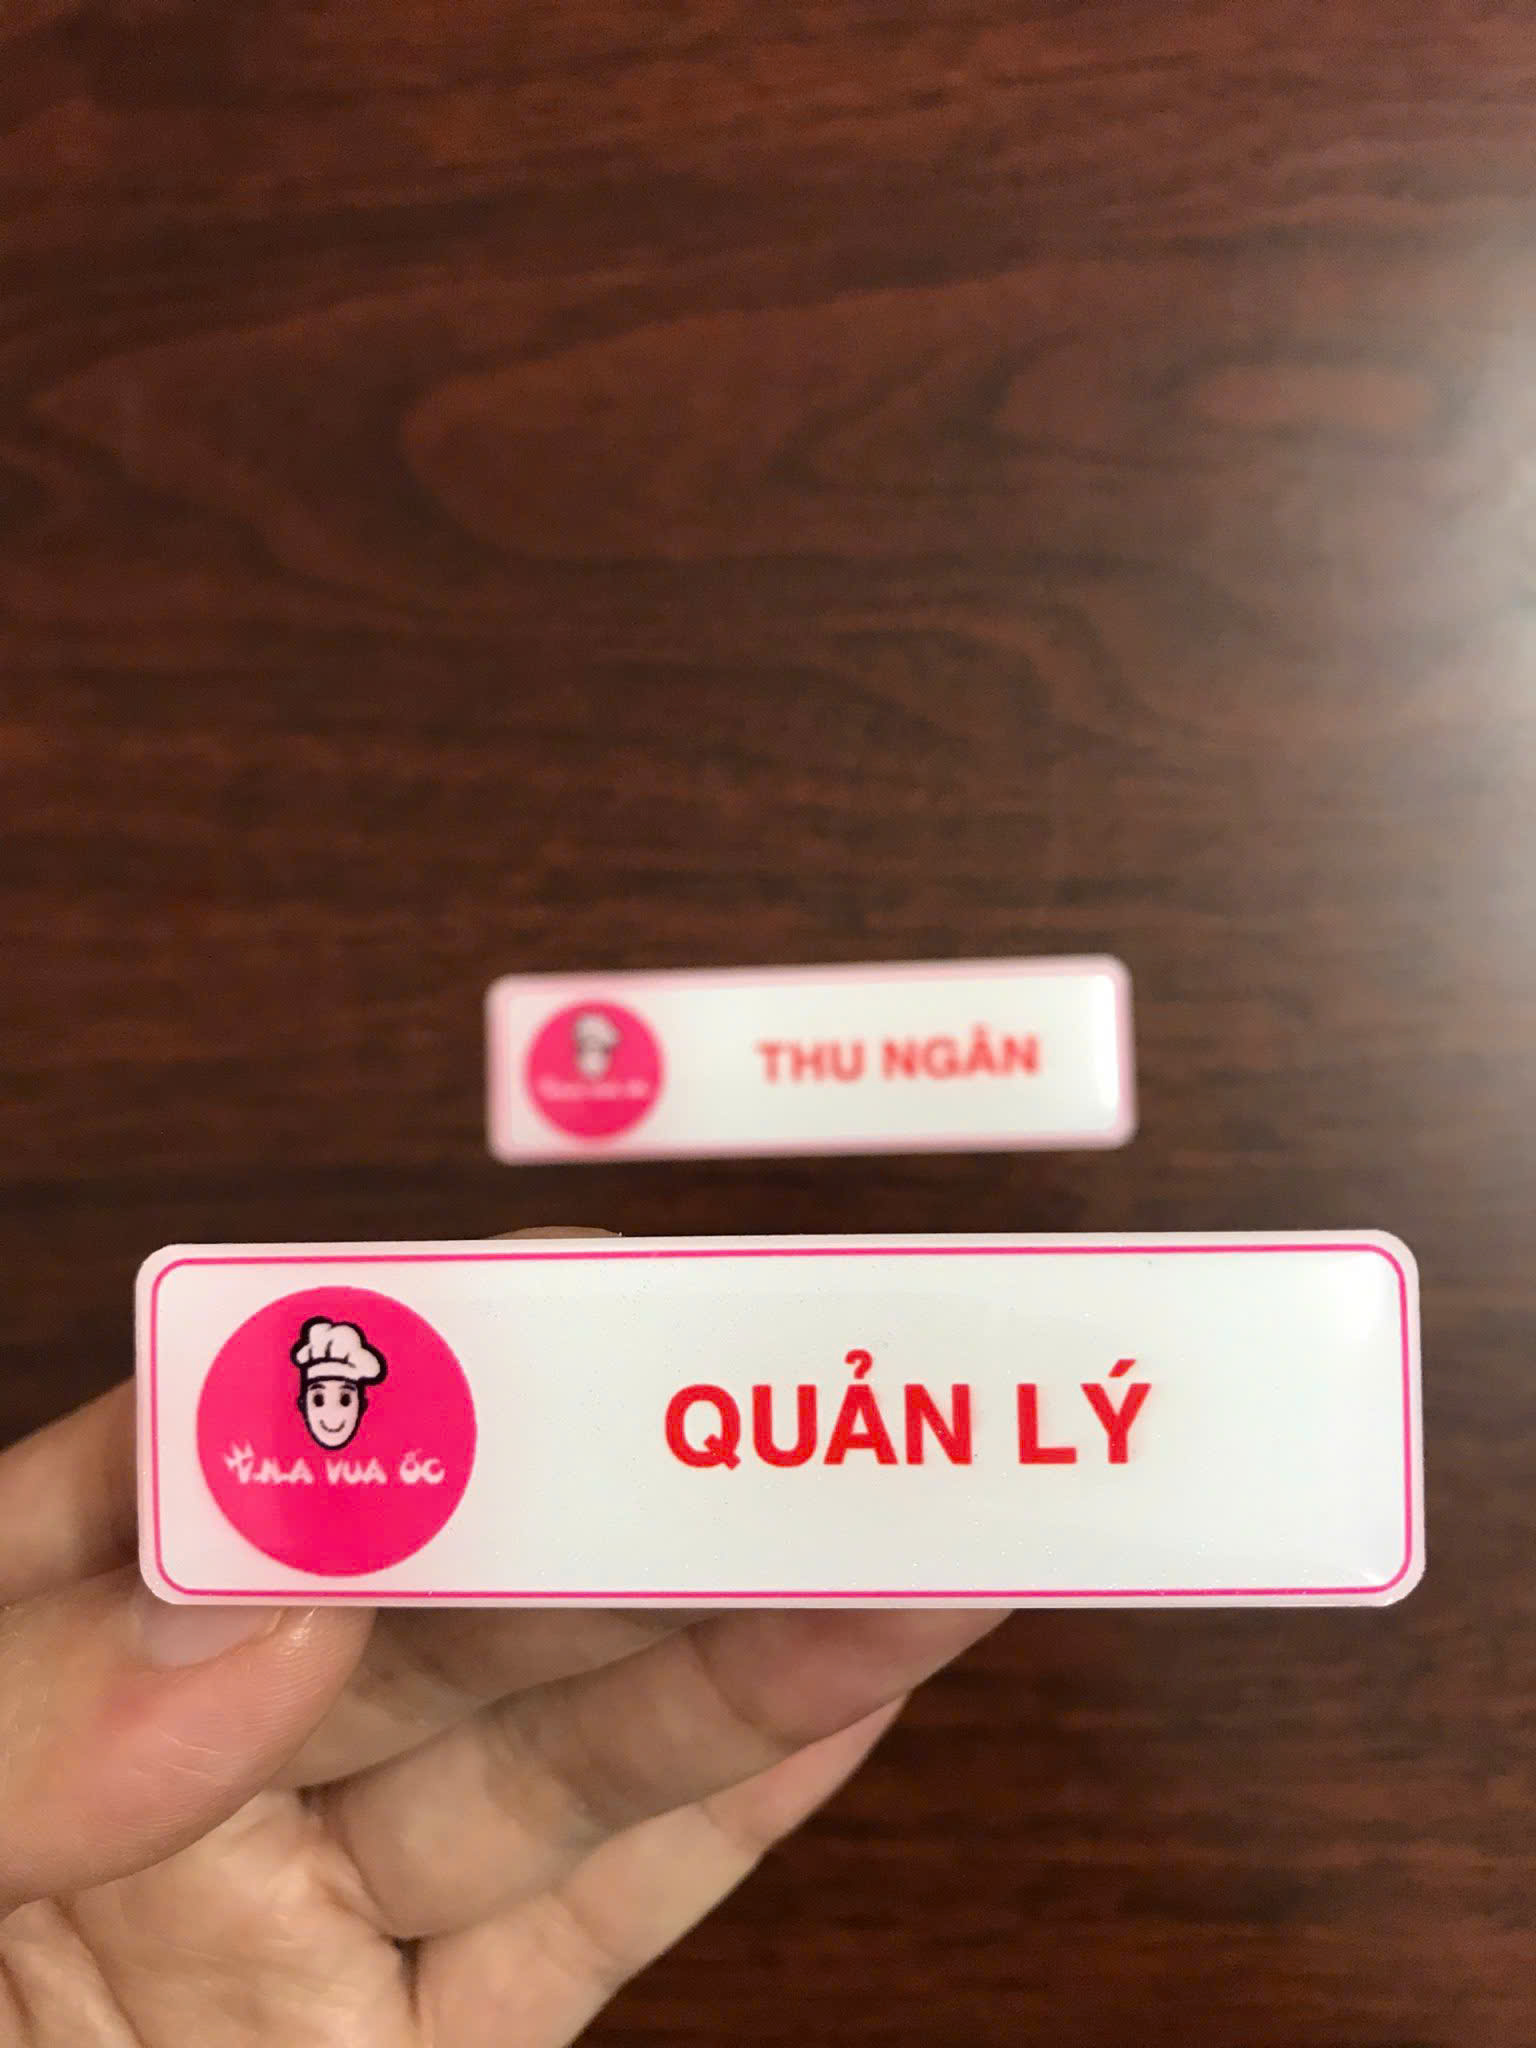 THU NGÂN
V.N.A VUA ỐC
QUẢN LÝ